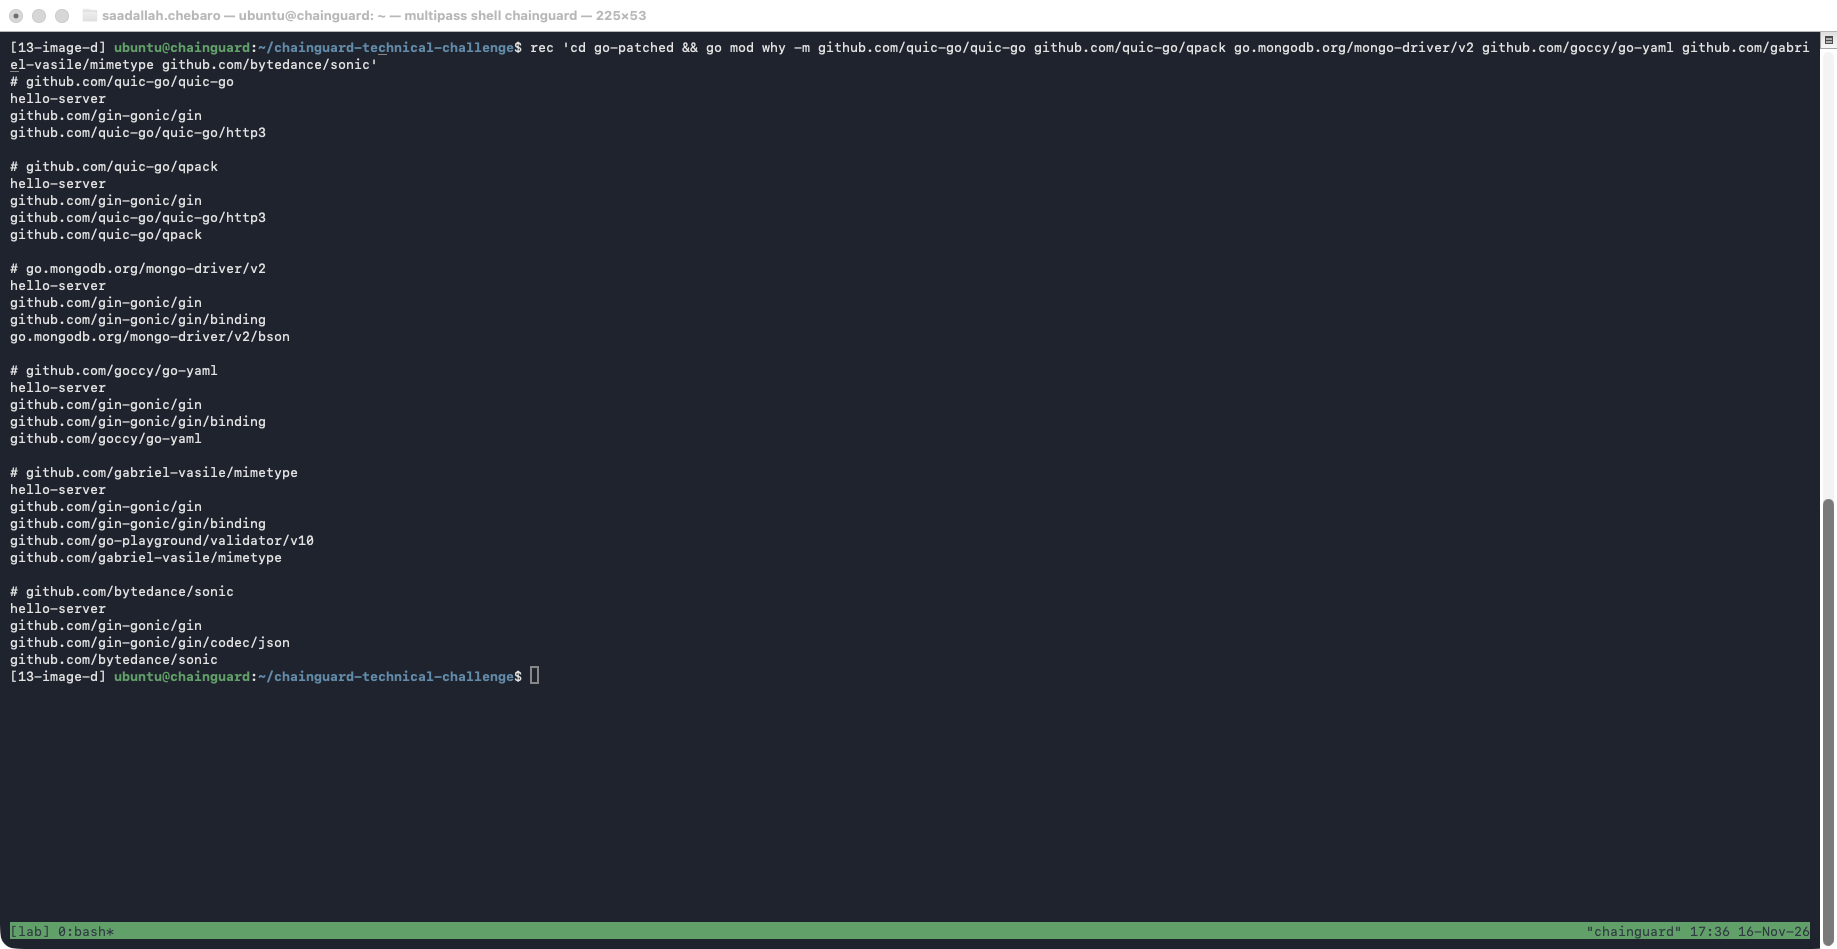 saadallah.chebaro — ubuntu@chainguard: ~ — multipass shell chainguard — 225×53
[13-image-d] ubuntu@chainguard:~/chainguard-technical-challenge$ rec 'cd go-patched && go mod why -m github.com/quic-go/quic-go github.com/quic-go/qpack go.mongodb.org/mongo-driver/v2 github.com/goccy/go-yaml github.com/gabri
el-vasile/mimetype github.com/bytedance/sonic'
# github.com/quic-go/quic-go
hello-server
github.com/gin-gonic/gin
github.com/quic-go/quic-go/http3

# github.com/quic-go/qpack
hello-server
github.com/gin-gonic/gin
github.com/quic-go/quic-go/http3
github.com/quic-go/qpack

# go.mongodb.org/mongo-driver/v2
hello-server
github.com/gin-gonic/gin
github.com/gin-gonic/gin/binding
go.mongodb.org/mongo-driver/v2/bson

# github.com/goccy/go-yaml
hello-server
github.com/gin-gonic/gin
github.com/gin-gonic/gin/binding
github.com/goccy/go-yaml

# github.com/gabriel-vasile/mimetype
hello-server
github.com/gin-gonic/gin
github.com/gin-gonic/gin/binding
github.com/go-playground/validator/v10
github.com/gabriel-vasile/mimetype

# github.com/bytedance/sonic
hello-server
github.com/gin-gonic/gin
github.com/gin-gonic/gin/codec/json
github.com/bytedance/sonic
[13-image-d] ubuntu@chainguard:~/chainguard-technical-challenge$
[lab] 0:bash* "chainguard" 17:36 16-Nov-26